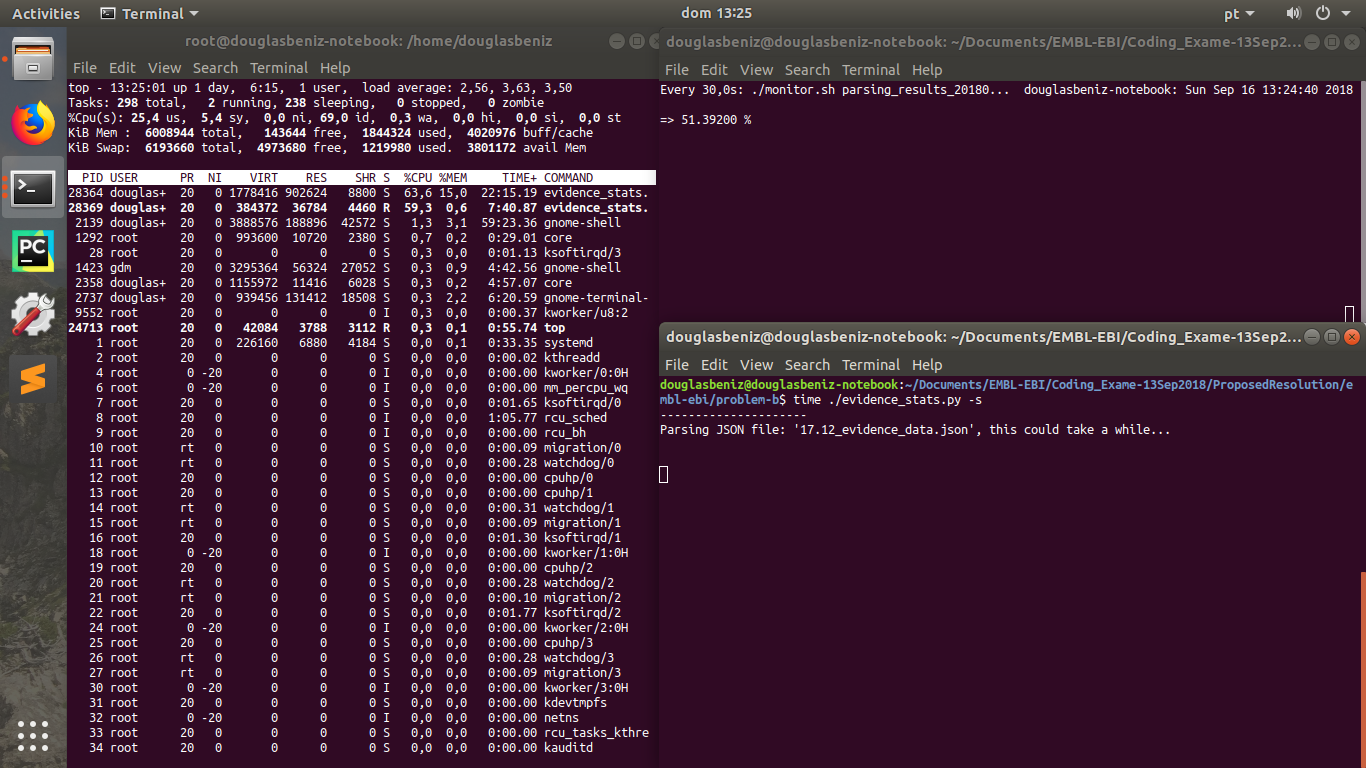 Activities Terminal dom 13:25 pt
root@douglasbeniz-notebook: /home/douglasbeniz
File Edit View Search Terminal Help
top - 13:25:01 up 1 day, 6:15, 1 user, load average: 2,56, 3,63, 3,50
Tasks: 298 total, 2 running, 238 sleeping, 0 stopped, 0 zombie
%Cpu(s): 25,4 us, 5,4 sy, 0,0 ni, 69,0 id, 0,3 wa, 0,0 hi, 0,0 si, 0,0 st
KiB Mem : 6008944 total, 143644 free, 1844324 used, 4020976 buff/cache
KiB Swap: 6193660 total, 4973680 free, 1219980 used. 3801172 avail Mem
PID USER PR NI VIRT RES SHR S %CPU %MEM TIME+ COMMAND
28364 douglas+ 20 0 1778416 902624 8800 S 63,6 15,0 22:15.19 evidence_stats.
28369 douglas+ 20 0 384372 36784 4460 R 59,3 0,6 7:40.87 evidence_stats.
2139 douglas+ 20 0 3888576 188896 42572 S 1,3 3,1 59:23.36 gnome-shell
1292 root 20 0 993600 10720 2380 S 0,7 0,2 0:29.01 core
28 root 20 0 0 0 0 S 0,3 0,0 0:01.13 ksoftirqd/3
1423 gdm 20 0 3295364 56324 27052 S 0,3 0,9 4:42.56 gnome-shell
2358 douglas+ 20 0 1155972 11416 6028 S 0,3 0,2 4:57.07 core
2737 douglas+ 20 0 939456 131412 18508 S 0,3 2,2 6:20.59 gnome-terminal-
9552 root 20 0 0 0 0 I 0,3 0,0 0:00.37 kworker/u8:2
24713 root 20 0 42084 3788 3112 R 0,3 0,1 0:55.74 top
1 root 20 0 226160 6880 4184 S 0,0 0,1 0:33.35 systemd
2 root 20 0 0 0 0 S 0,0 0,0 0:00.02 kthreadd
4 root 0 -20 0 0 0 I 0,0 0,0 0:00.00 kworker/0:0H
6 root 0 -20 0 0 0 I 0,0 0,0 0:00.00 mm_percpu_wq
7 root 20 0 0 0 0 S 0,0 0,0 0:01.65 ksoftirqd/0
8 root 20 0 0 0 0 I 0,0 0,0 1:05.77 rcu_sched
9 root 20 0 0 0 0 I 0,0 0,0 0:00.00 rcu_bh
10 root rt 0 0 0 0 S 0,0 0,0 0:00.09 migration/0
11 root rt 0 0 0 0 S 0,0 0,0 0:00.28 watchdog/0
12 root 20 0 0 0 0 S 0,0 0,0 0:00.00 cpuhp/0
13 root 20 0 0 0 0 S 0,0 0,0 0:00.00 cpuhp/1
14 root rt 0 0 0 0 S 0,0 0,0 0:00.31 watchdog/1
15 root rt 0 0 0 0 S 0,0 0,0 0:00.09 migration/1
16 root 20 0 0 0 0 S 0,0 0,0 0:01.30 ksoftirqd/1
18 root 0 -20 0 0 0 I 0,0 0,0 0:00.00 kworker/1:0H
19 root 20 0 0 0 0 S 0,0 0,0 0:00.00 cpuhp/2
20 root rt 0 0 0 0 S 0,0 0,0 0:00.28 watchdog/2
21 root rt 0 0 0 0 S 0,0 0,0 0:00.10 migration/2
22 root 20 0 0 0 0 S 0,0 0,0 0:01.77 ksoftirqd/2
24 root 0 -20 0 0 0 I 0,0 0,0 0:00.00 kworker/2:0H
25 root 20 0 0 0 0 S 0,0 0,0 0:00.00 cpuhp/3
26 root rt 0 0 0 0 S 0,0 0,0 0:00.28 watchdog/3
27 root rt 0 0 0 0 S 0,0 0,0 0:00.09 migration/3
30 root 0 -20 0 0 0 I 0,0 0,0 0:00.00 kworker/3:0H
31 root 20 0 0 0 0 S 0,0 0,0 0:00.00 kdevtmpfs
32 root 0 -20 0 0 0 I 0,0 0,0 0:00.00 netns
33 root 20 0 0 0 0 S 0,0 0,0 0:00.00 rcu_tasks_kthre
34 root 20 0 0 0 0 S 0,0 0,0 0:00.00 kauditd
douglasbeniz@douglasbeniz-notebook: ~/Documents/EMBL-EBI/Coding_Exame-13Sep2...
File Edit View Search Terminal Help
Every 30,0s: ./monitor.sh parsing_results_20180... douglasbeniz-notebook: Sun Sep 16 13:24:40 2018
=> 51.39200 %
douglasbeniz@douglasbeniz-notebook: ~/Documents/EMBL-EBI/Coding_Exame-13Sep2...
File Edit View Search Terminal Help
douglasbeniz@douglasbeniz-notebook:~/Documents/EMBL-EBI/Coding_Exame-13Sep2018/ProposedResolution/e
mbl-ebi/problem-b$ time ./evidence_stats.py -s
---------------------
Parsing JSON file: '17.12_evidence_data.json', this could take a while...
PC